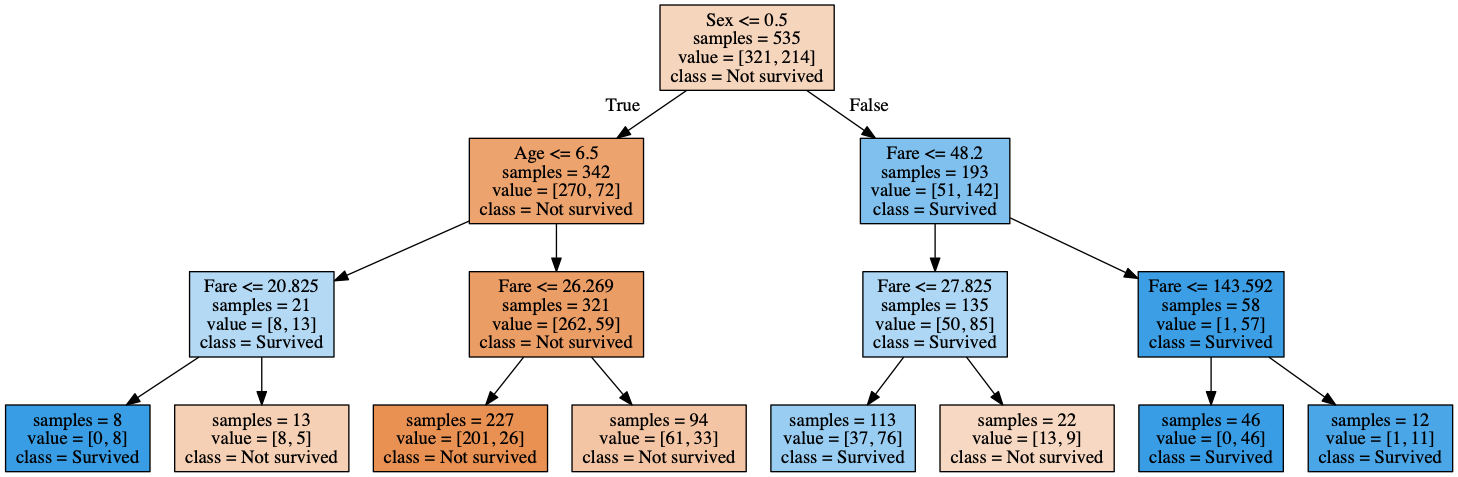 Sex <= 0.5
samples = 535
value = [321, 214]
class = Not survived
True
False
Age <= 6.5
samples = 342
value = [270, 72]
class = Not survived
Fare <= 48.2
samples = 193
value = [51, 142]
class = Survived
Fare <= 20.825
samples = 21
value = [8, 13]
class = Survived
Fare <= 26.269
samples = 321
value = [262, 59]
class = Not survived
Fare <= 27.825
samples = 135
value = [50, 85]
class = Survived
Fare <= 143.592
samples = 58
value = [1, 57]
class = Survived
samples = 8
value = [0, 8]
class = Survived
samples = 13
value = [8, 5]
class = Not survived
samples = 227
value = [201, 26]
class = Not survived
samples = 94
value = [61, 33]
class = Not survived
samples = 113
value = [37, 76]
class = Survived
samples = 22
value = [13, 9]
class = Not survived
samples = 46
value = [0, 46]
class = Survived
samples = 12
value = [1, 11]
class = Survived